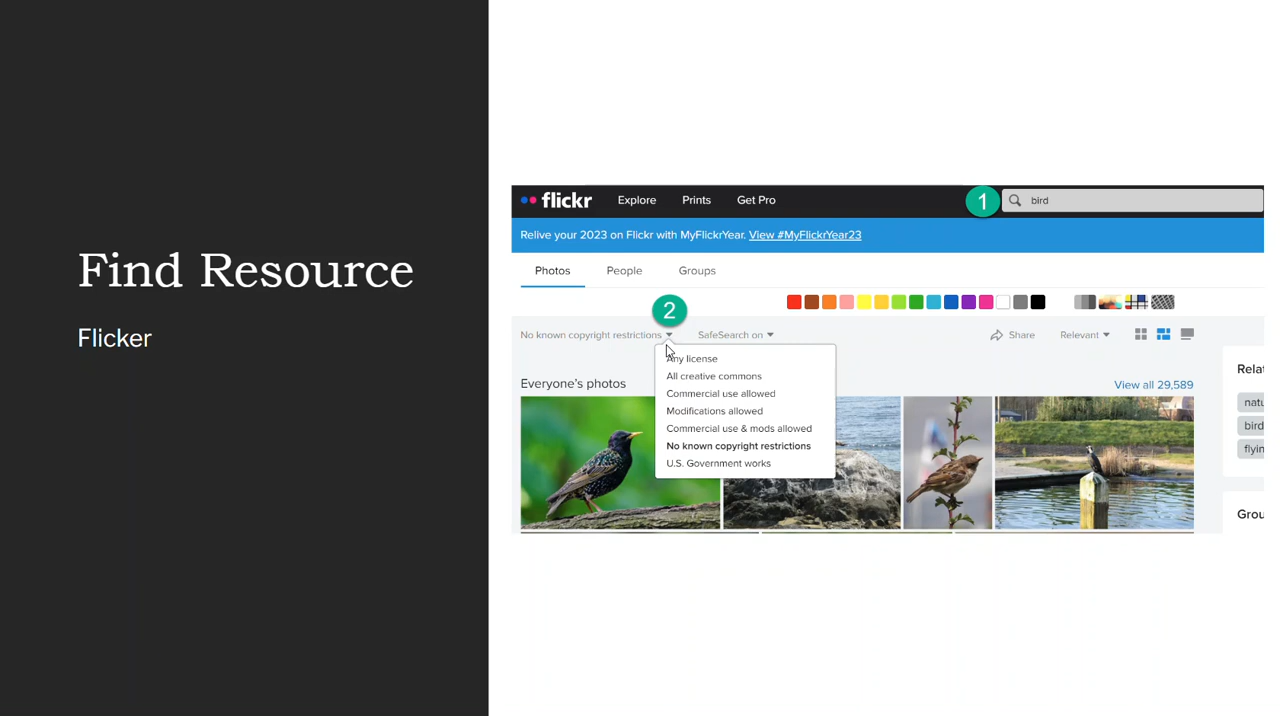 Find Resource
Flicker
flickr Explore Prints Get Pro 1 bird
Relive your 2023 on Flickr with MyFlickrYear. View #MyFlickrYear23
Photos People Groups
2
No known copyright restrictions SafeSearch on Share Relevant
Any license
All creative commons
Commercial use allowed
Modifications allowed
Commercial use & mods allowed
No known copyright restrictions
U.S. Government works
Everyone's photos View all 29,589
Rela
natu
bird
flyin
Grou